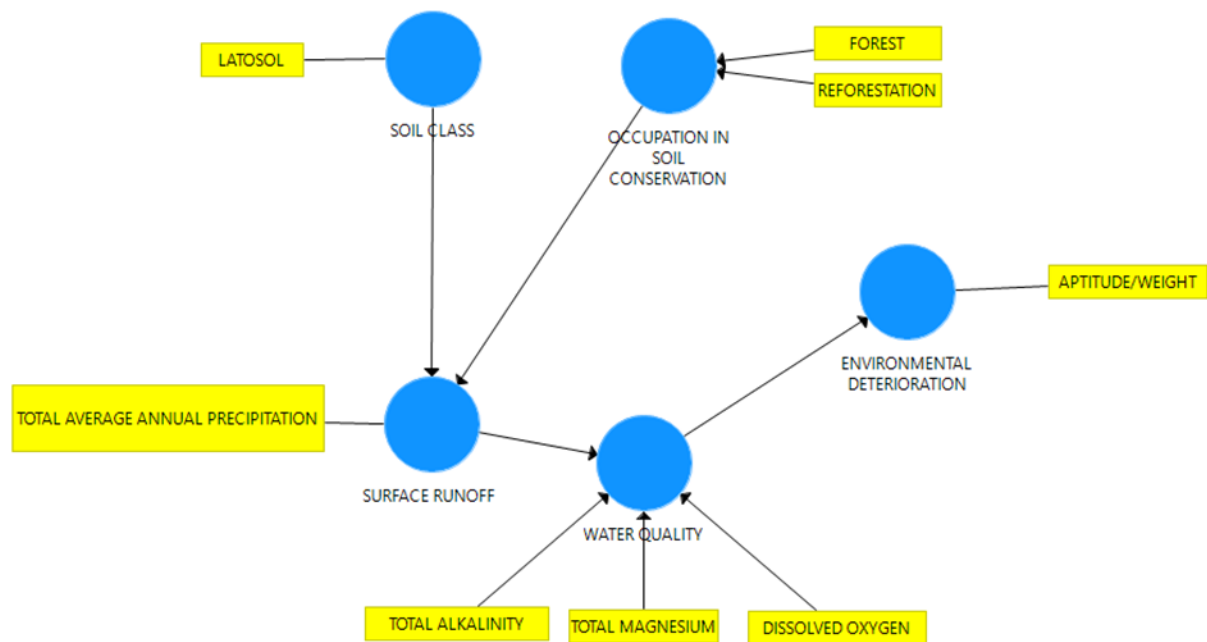 LATOSOL
FOREST
REFORESTATION
SOIL CLASS
OCCUPATION IN
SOIL
CONSERVATION
APTITUDE/WEIGHT
ENVIRONMENTAL
DETERIORATION
TOTAL AVERAGE ANNUAL PRECIPITATION
SURFACE RUNOFF
WATER QUALITY
TOTAL ALKALINITY
TOTAL MAGNESIUM
DISSOLVED OXYGEN